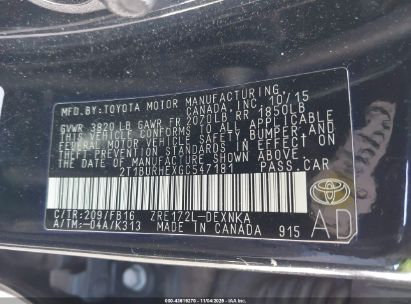 MFD.BY:TOYOTA MOTOR MANUFACTURING
CANADA,INC. 10/15
GVWR 3820LB GAWR FR 2070LB RR 1850LB
THIS VEHICLE CONFORMS TO ALL APPLICABLE
FEDERAL MOTOR VEHICLE SAFETY, BUMPER AND
THEFT PREVENTION STANDARDS IN EFFECT ON
THE DATE OF MANUFACTURE SHOWN ABOVE.
2T1BURHEXGC547181 PASS.CAR
C/TR:209/FB16 ZRE172L-DEXNKA
A/TM:-04A/K313 MADE IN CANADA 915
TOYOTA
AD